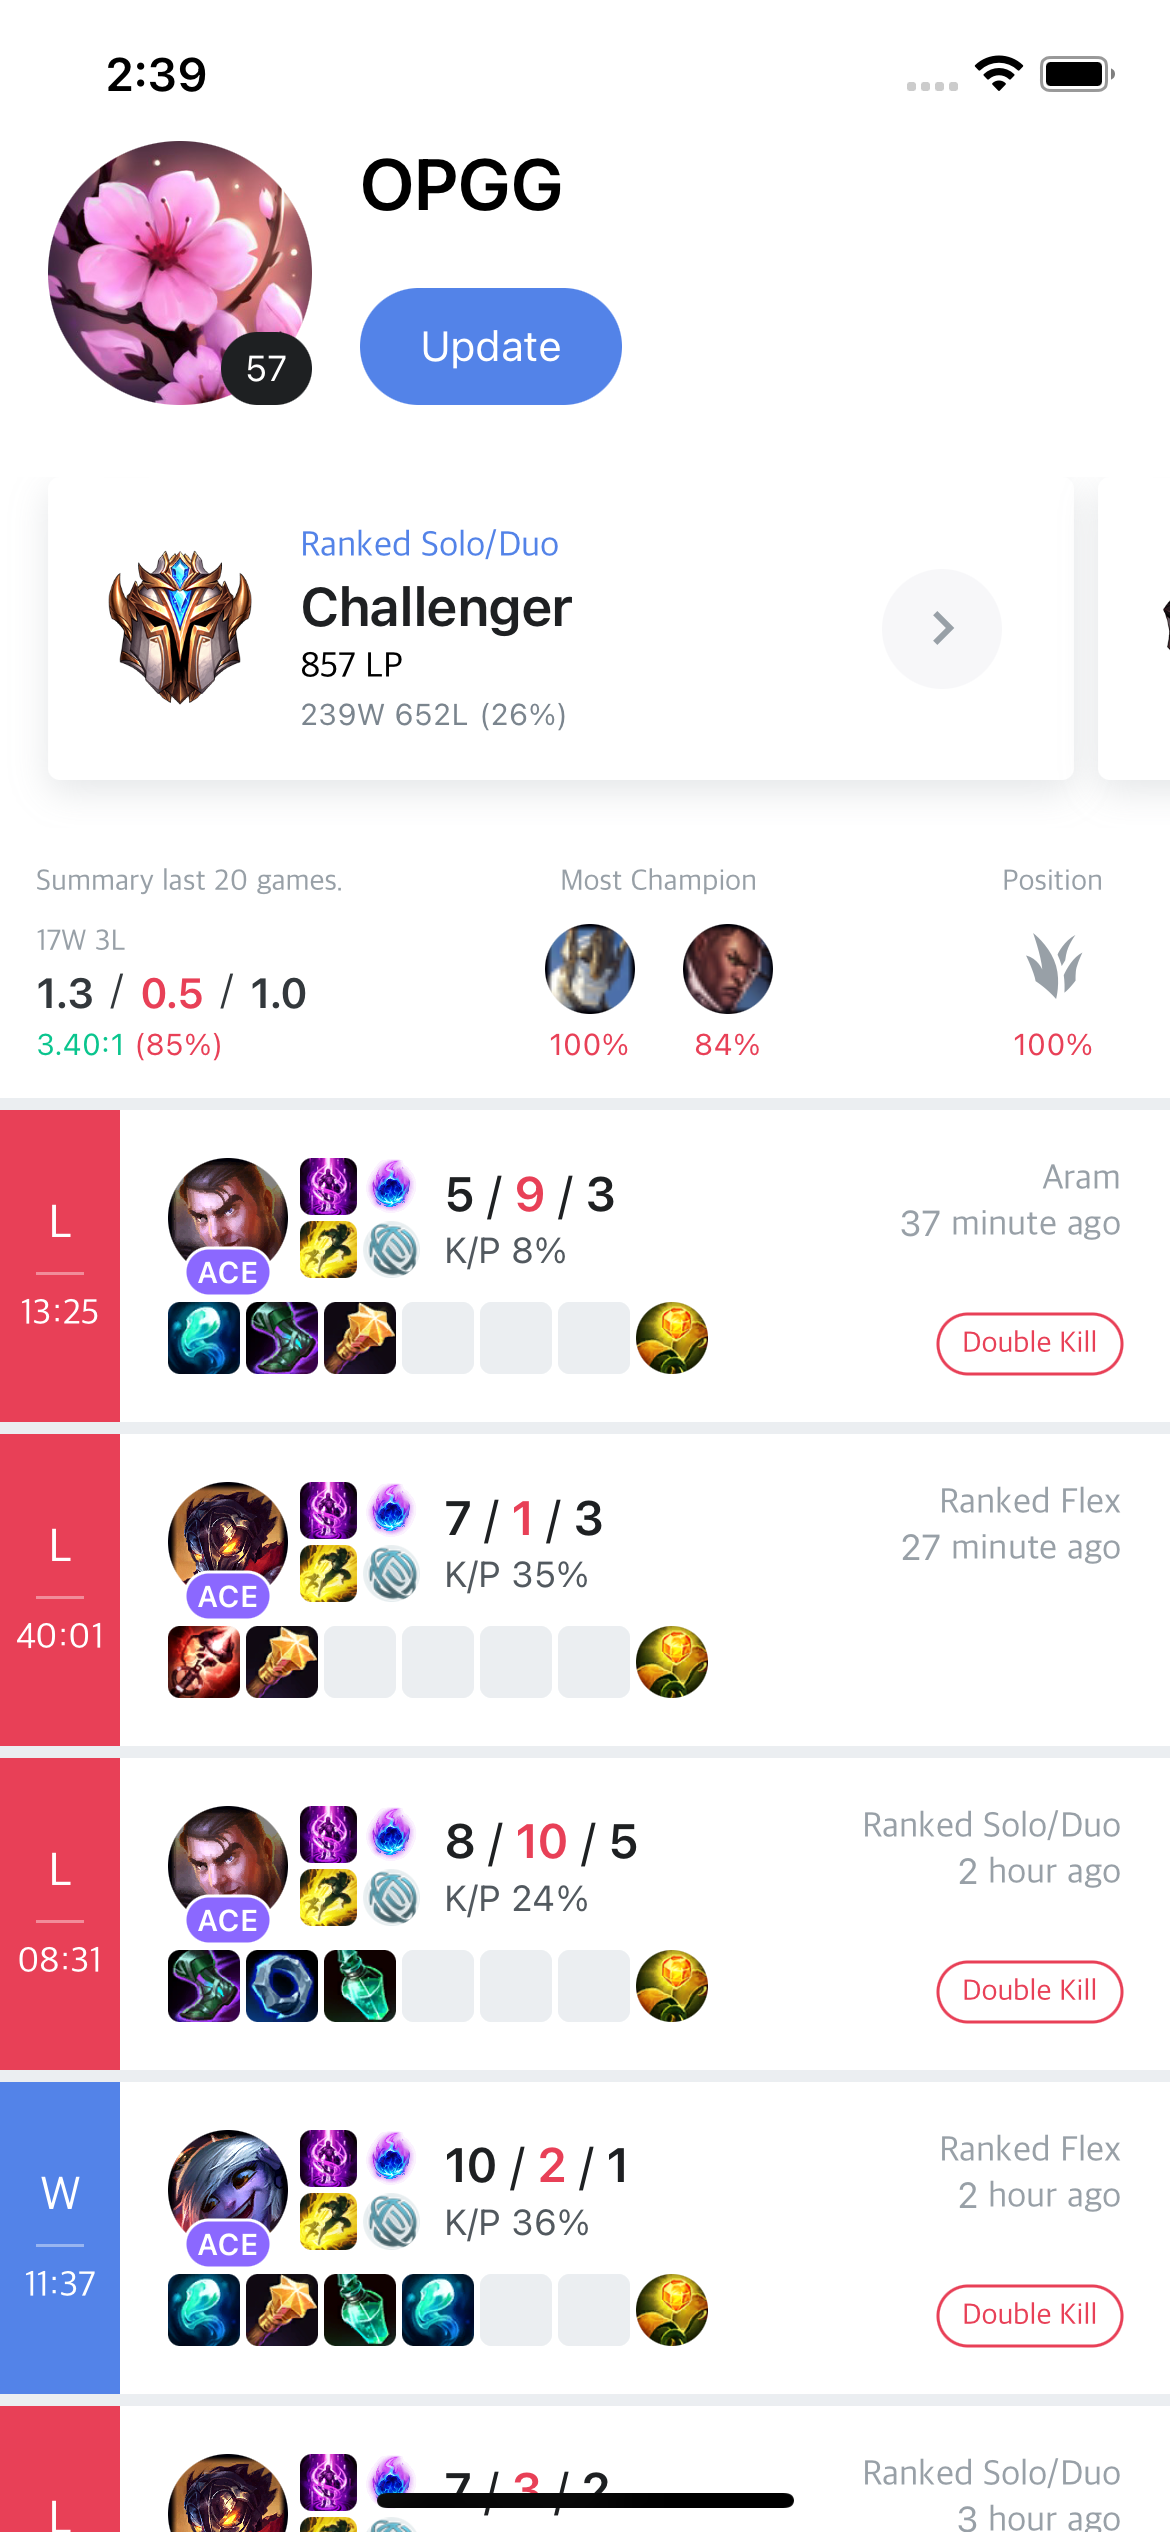 2:39
OPGG
Update
57
Ranked Solo/Duo
Challenger
857 LP
239W 652L (26%)
Summary last 20 games.
Most Champion
Position
17W 3L
1.3 / 0.5 / 1.0
3.40:1 (85%)
100%
84%
100%
L
13:25
ACE
5 / 9 / 3
K/P 8%
Aram
37 minute ago
Double Kill
L
40:01
ACE
7 / 1 / 3
K/P 35%
Ranked Flex
27 minute ago
L
08:31
ACE
8 / 10 / 5
K/P 24%
Ranked Solo/Duo
2 hour ago
Double Kill
W
11:37
ACE
10 / 2 / 1
K/P 36%
Ranked Flex
2 hour ago
Double Kill
L
7 / 3 / 2
Ranked Solo/Duo
3 hour ago